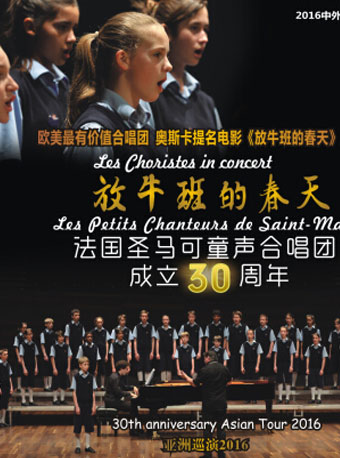 2016中外
欧美最有价值合唱团 奥斯卡提名电影《放牛班的春天》
Les Choristes in concert
放牛班的春天
Les Petits Chanteurs de Saint-Ma
法国圣马可童声合唱团
成立30周年
30th anniversary Asian Tour 2016
亚洲巡演2016